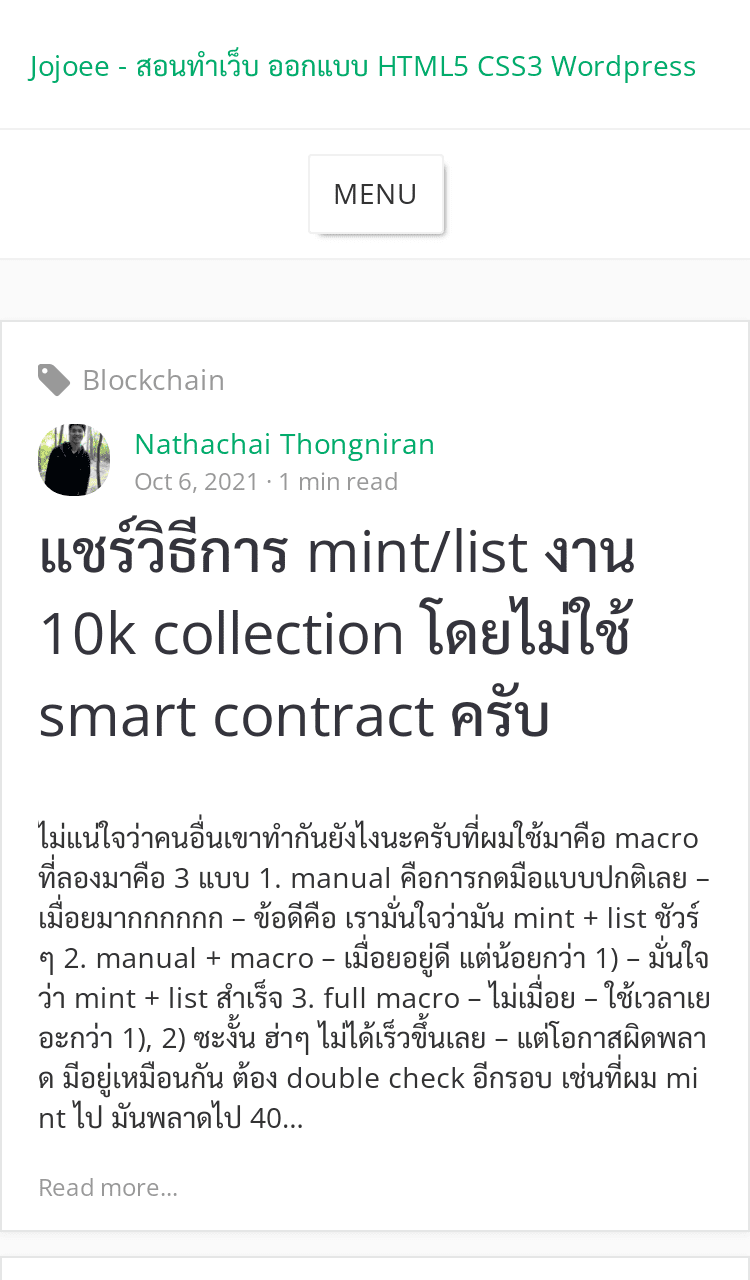 Jojoee - สอนทำเว็บ ออกแบบ HTML5 CSS3 Wordpress
MENU
Blockchain
Nathachai Thongniran
Oct 6, 2021 · 1 min read
แชร์วิธีการ mint/list งาน
10k collection โดยไม่ใช้
smart contract ครับ
ไม่แน่ใจว่าคนอื่นเขาทำกันยังไงนะครับที่ผมใช้มาคือ macro
ที่ลองมาคือ 3 แบบ 1. manual คือการกดมือแบบปกติเลย –
เมื่อยมากกกกกก – ข้อดีคือ เรามั่นใจว่ามัน mint + list ชัวร์
ๆ 2. manual + macro – เมื่อยอยู่ดี แต่น้อยกว่า 1) – มั่นใจ
ว่า mint + list สำเร็จ 3. full macro – ไม่เมื่อย – ใช้เวลาเย
อะกว่า 1), 2) ซะงั้น ฮ่าๆ ไม่ได้เร็วขึ้นเลย – แต่โอกาสผิดพลา
ด มีอยู่เหมือนกัน ต้อง double check อีกรอบ เช่นที่ผม mi
nt ไป มันพลาดไป 40...
Read more...